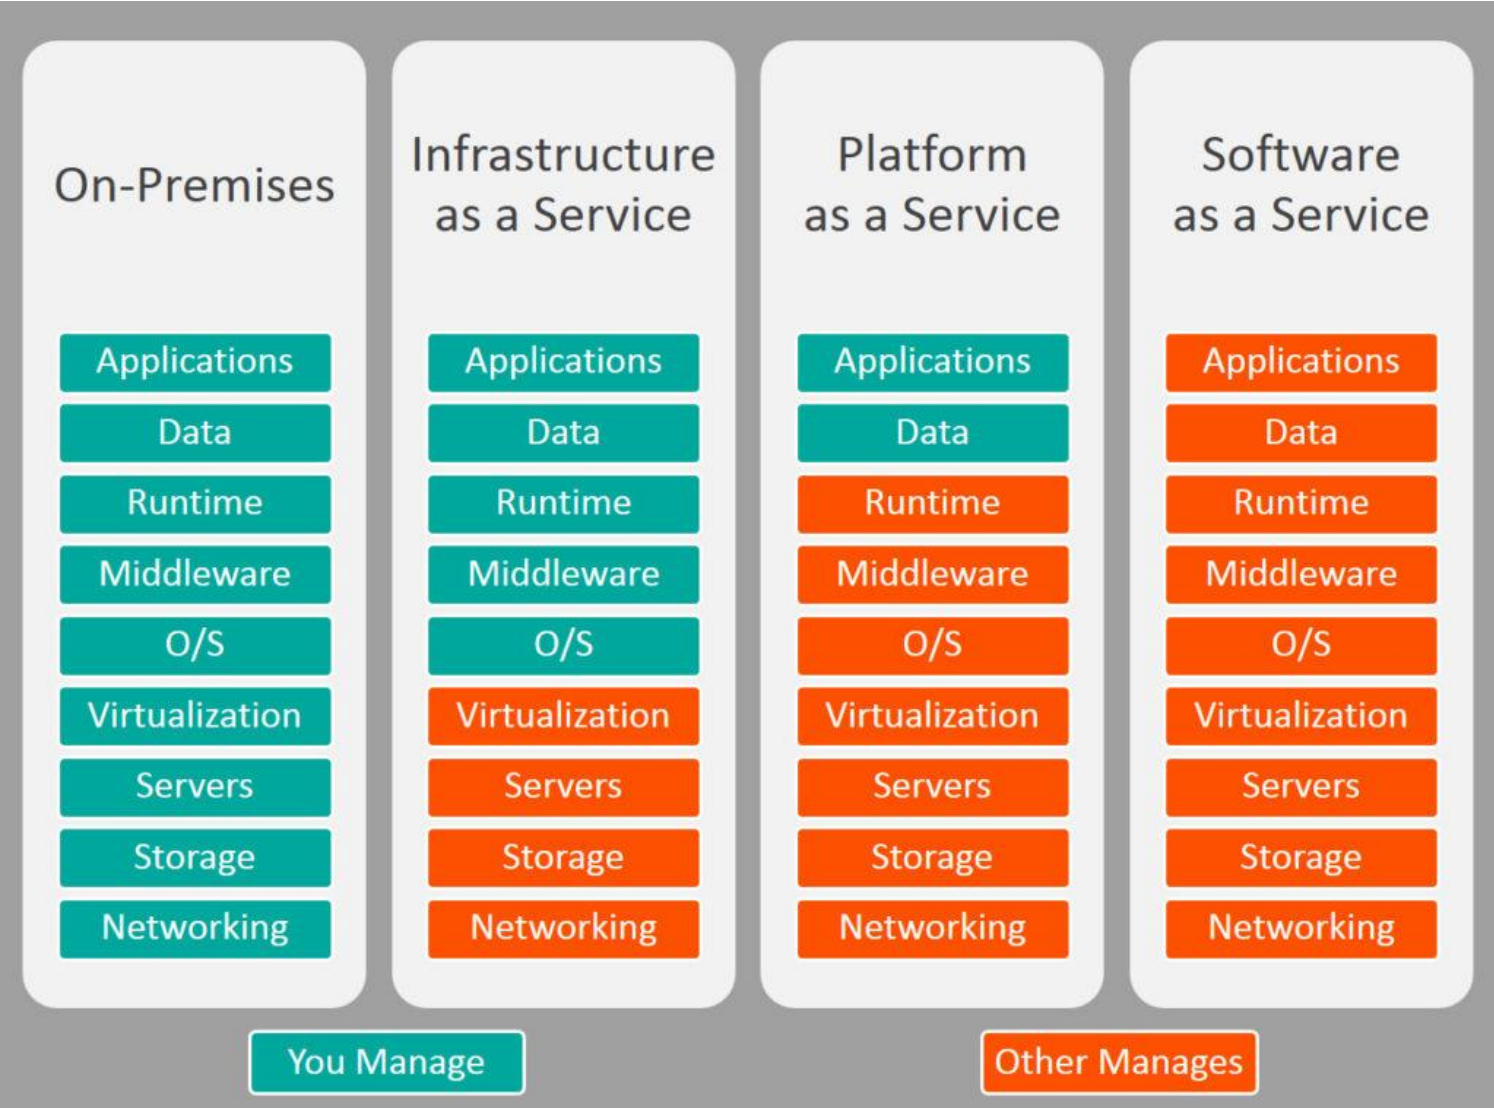 On-Premises
Applications
Data
Runtime
Middleware
O/S
Virtualization
Servers
Storage
Networking
Infrastructure
as a Service
Applications
Data
Runtime
Middleware
O/S
Virtualization
Servers
Storage
Networking
Platform
as a Service
Applications
Data
Runtime
Middleware
O/S
Virtualization
Servers
Storage
Networking
Software
as a Service
Applications
Data
Runtime
Middleware
O/S
Virtualization
Servers
Storage
Networking
You Manage
Other Manages